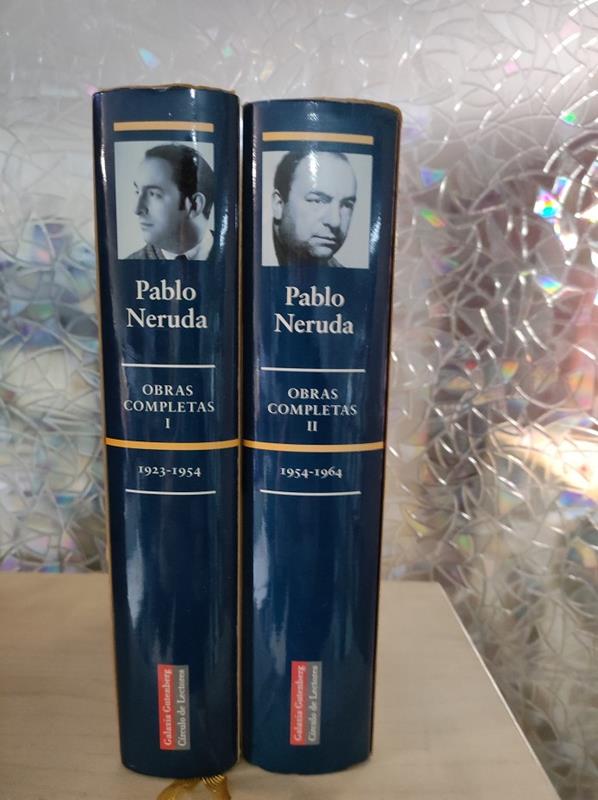 Pablo
Neruda
OBRAS
COMPLETAS
I
1923-1954
Galaxia Gutenberg
Círculo de Lectores
Pablo
Neruda
OBRAS
COMPLETAS
II
1954-1964
Galaxia Gutenberg
Círculo de Lectores